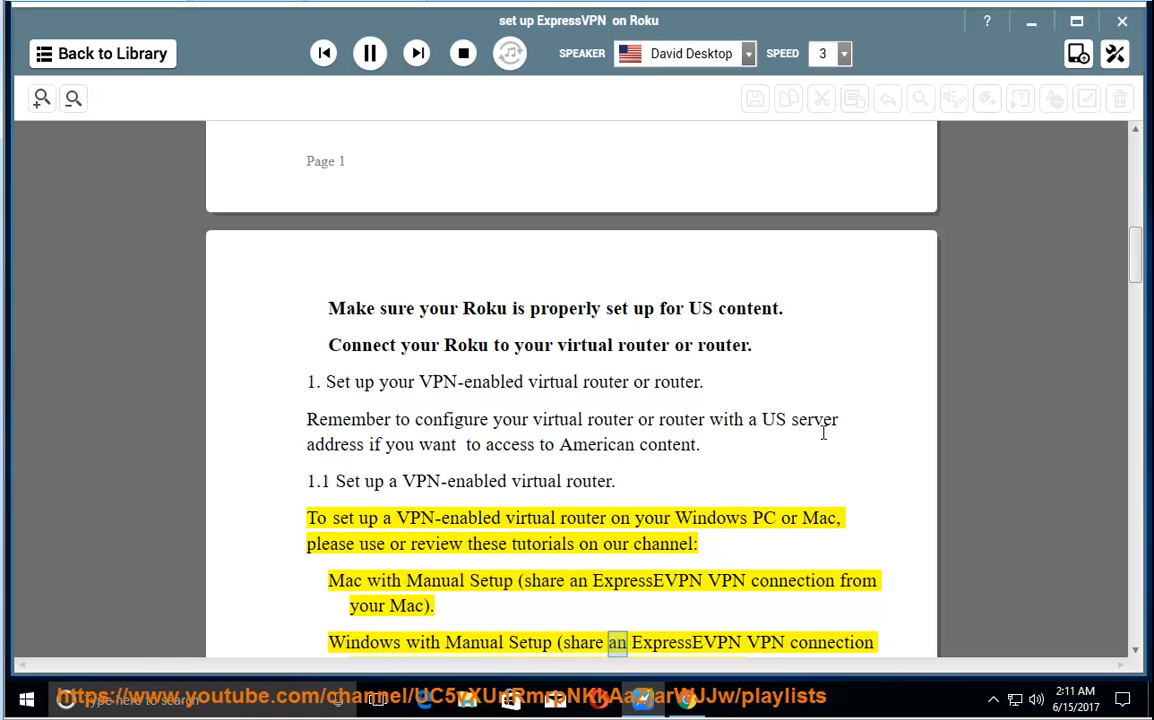 set up ExpressVPN on Roku
?
Back to Library
SPEAKER
David Desktop
SPEED
3
Page 1
Make sure your Roku is properly set up for US content.
Connect your Roku to your virtual router or router.
1. Set up your VPN-enabled virtual router or router.
Remember to configure your virtual router or router with a US server
address if you want to access to American content.
1.1 Set up a VPN-enabled virtual router.
To set up a VPN-enabled virtual router on your Windows PC or Mac,
please use or review these tutorials on our channel:
Mac with Manual Setup (share an ExpressEVPN VPN connection from
your Mac).
Windows with Manual Setup (share an ExpressEVPN VPN connection
Type here to search
2:11 AM
6/15/2017